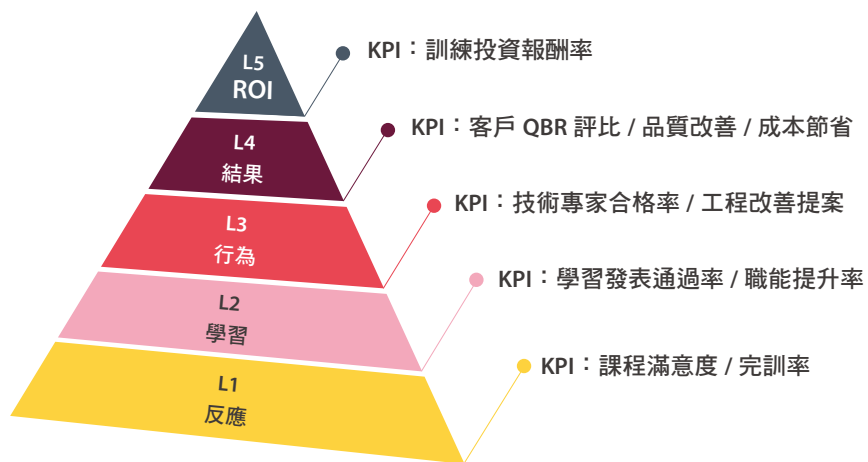 L5
ROI
KPI：訓練投資報酬率
L4
結果
KPI：客戶 QBR 評比 / 品質改善 / 成本節省
L3
行為
KPI：技術專家合格率 / 工程改善提案
L2
學習
KPI：學習發表通過率 / 職能提升率
L1
反應
KPI：課程滿意度 / 完訓率